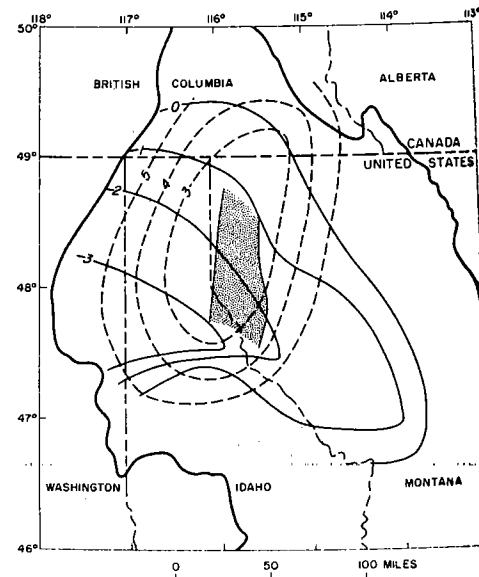 118° 117° 116° 115° 114° 113°
50°
BRITISH COLUMBIA
ALBERTA
0
CANADA
49°
UNITED STATES
-1
5
4
3
-2
-3
48°
47°
WASHINGTON IDAHO MONTANA
46°
0 50 100 MILES